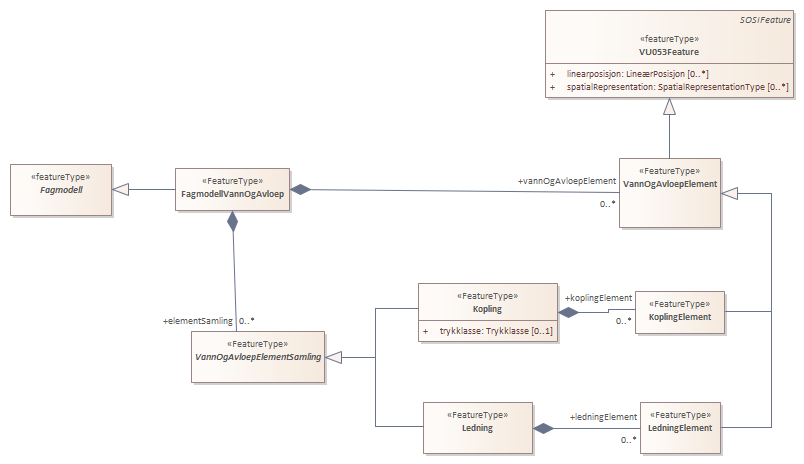 SOSIFeature
«featureType»
VU053Feature
+ linearposisjon: LineærPosisjon [0..*]
+ spatialRepresentation: SpatialRepresentationType [0..*]
«featureType»
Fagmodell
«FeatureType»
FagmodellVannOgAvloep
+vannOgAvloepElement
0..*
«FeatureType»
VannOgAvloepElement
+elementSamling 0..*
«FeatureType»
VannOgAvloepElementSamling
«FeatureType»
Kopling
+ trykklasse: Trykklasse [0..1]
+koplingElement
0..*
«FeatureType»
KoplingElement
«FeatureType»
Ledning
+ledningElement
0..*
«FeatureType»
LedningElement